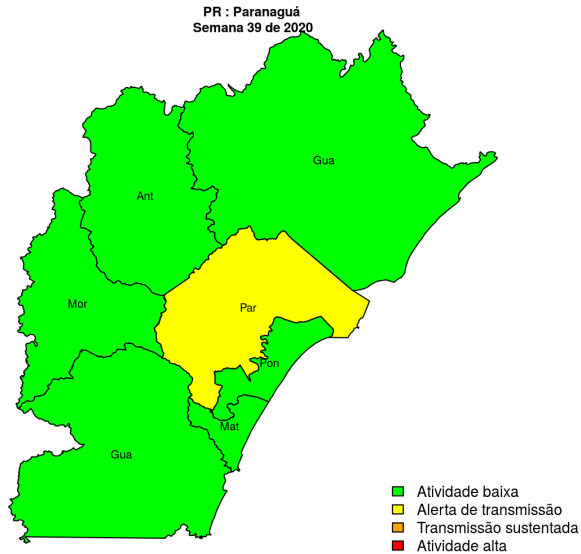 PR : Paranaguá
Semana 39 de 2020
Gua
Ant
Mor
Par
Pon
Mat
Gua
Atividade baixa
Alerta de transmissão
Transmissão sustentada
Atividade alta